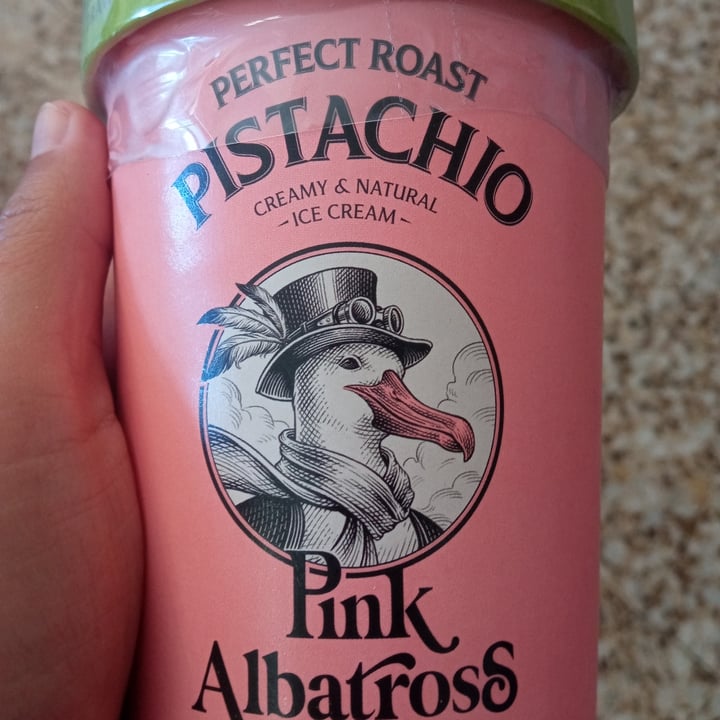 PERFECT ROAST
PISTACHIO
CREAMY & NATURAL
- ICE CREAM -
Pink
Albatross